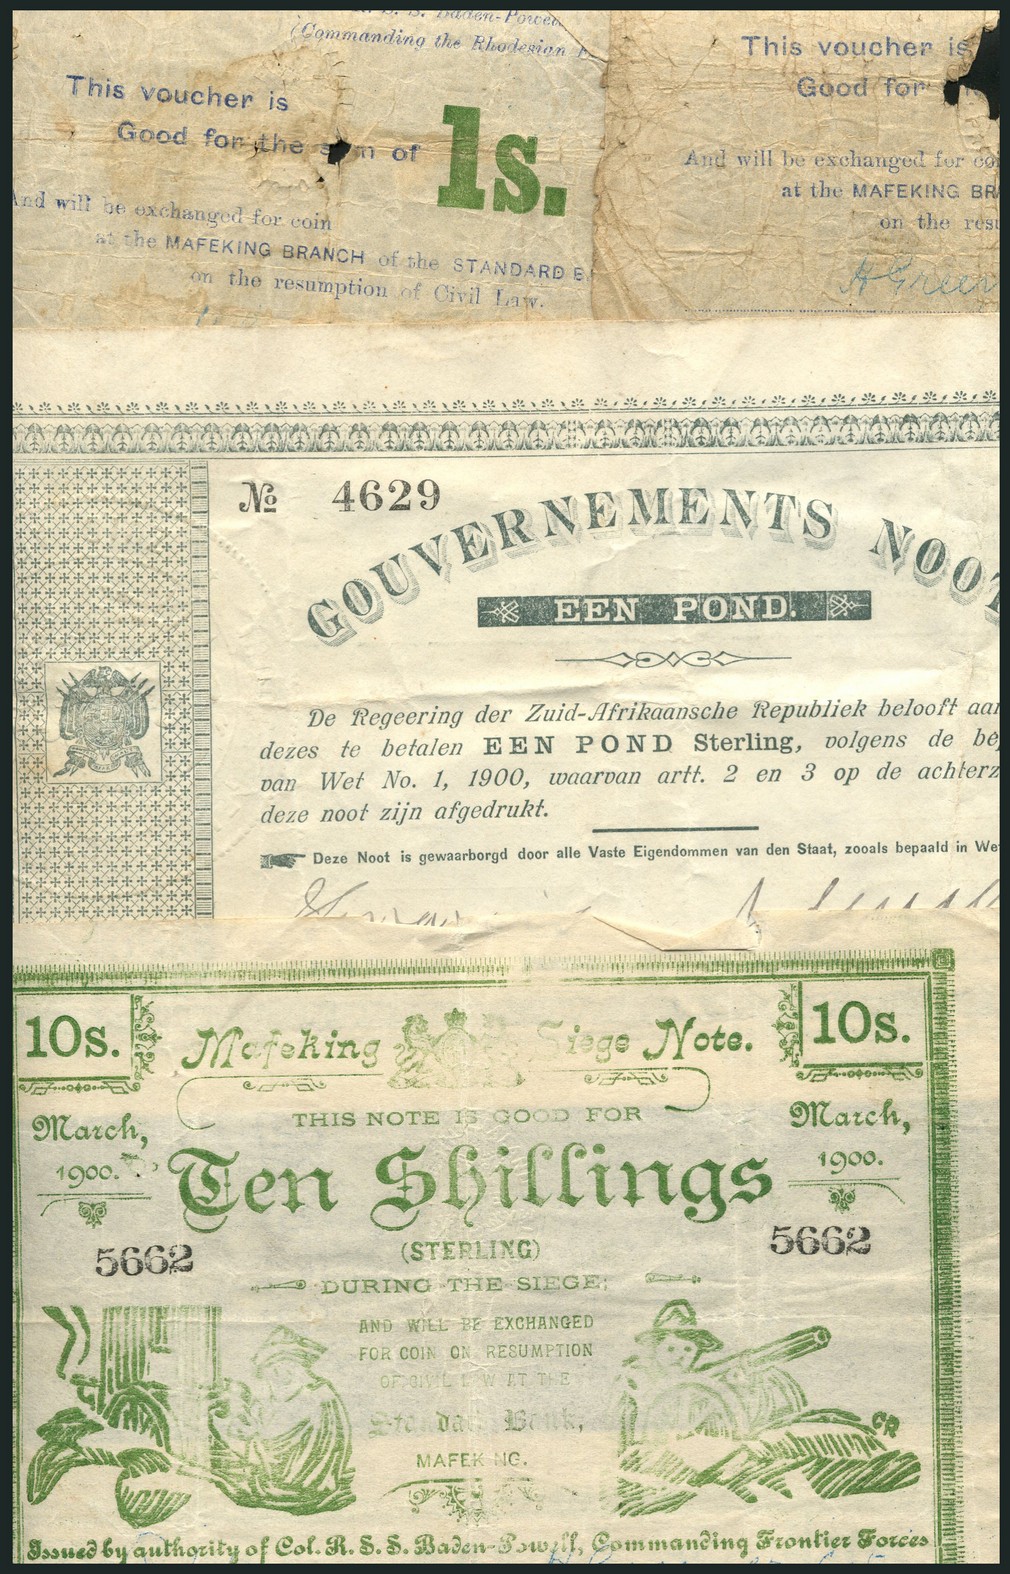 Baden-Powell
(Commanding the Rhodesian
This voucher is
Good for the sum of
1s.
And will be exchanged for coin
at the MAFEKING BRANCH of the STANDARD
on the resumption of Civil Law.
This voucher is
Good for
And will be exchanged for
at the MAFEKING
on the
H Green
No 4629
GOUVERNEMENTS NOOT
EEN POND.
De Regeering der Zuid-Afrikaansche Republiek belooft
dezes te betalen EEN POND Sterling, volgens de
van Wet No. 1, 1900, waarvan artt. 2 en 3 op de
deze noot zijn afgedrukt.
Deze Noot is gewaarborgd door alle Vaste Eigendommen van den Staat, zooals bepaald in
10s.
Mafeking Siege Note.
10s.
March,
1900.
THIS NOTE IS GOOD FOR
Ten Shillings
March,
1900.
5662
(STERLING)
5662
DURING THE SIEGE;
AND WILL BE EXCHANGED
FOR COIN ON RESUMPTION
OF CIVIL LAW AT THE
Standard Bank,
MAFEKING.
CR
Issued by authority of Col. R. S. S. Baden-Powell, Commanding Frontier Forces